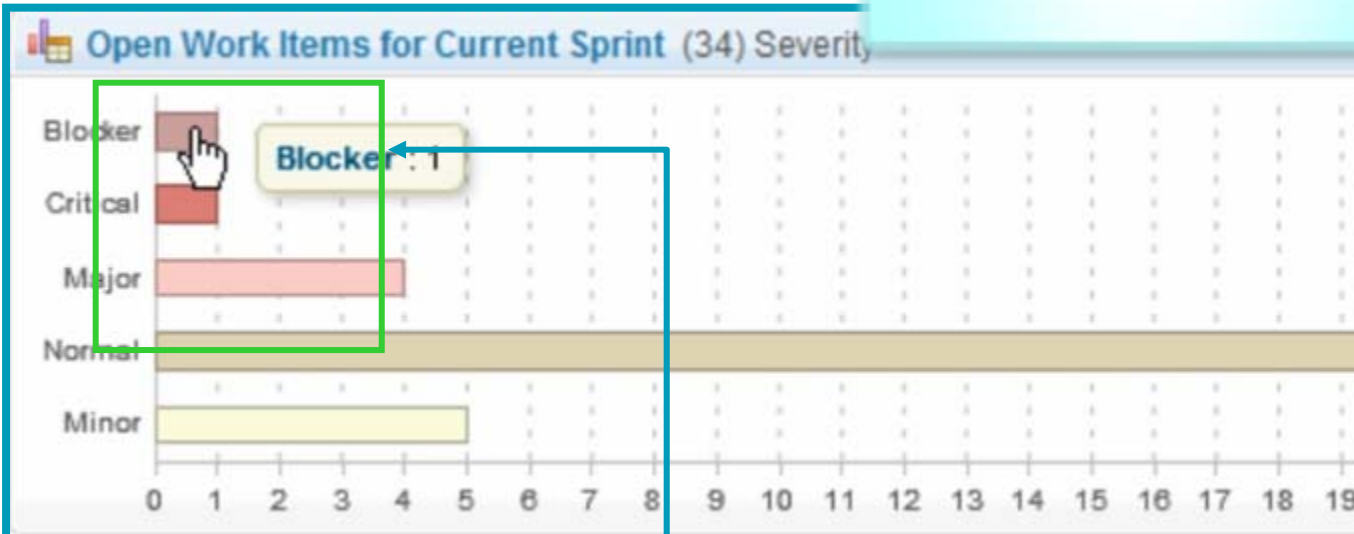 Open Work Items for Current Sprint (34) Severity
Blocker
Blocker : 1
Critical
Major
Normal
Minor
0 1 2 3 4 5 6 7 8 9 10 11 12 13 14 15 16 17 18 19